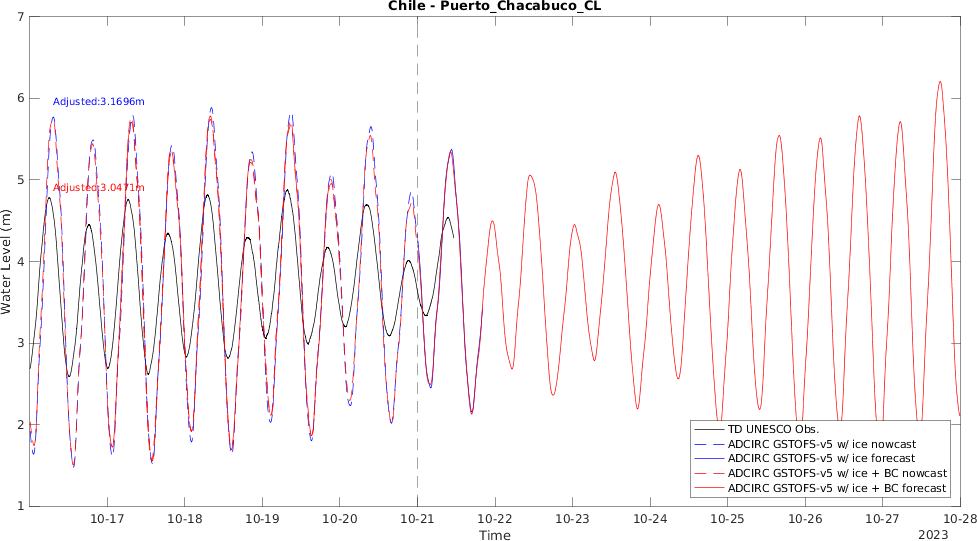 Chile - Puerto_Chacabuco_CL
7
6
5
4
3
2
1
Water Level (m)
Adjusted:3.1696m
Adjusted:3.0471m
TD UNESCO Obs.
ADCIRC GSTOFS-v5 w/ ice nowcast
ADCIRC GSTOFS-v5 w/ ice forecast
ADCIRC GSTOFS-v5 w/ ice + BC nowcast
ADCIRC GSTOFS-v5 w/ ice + BC forecast
10-17 10-18 10-19 10-20 10-21 10-22 10-23 10-24 10-25 10-26 10-27 10-28
Time
2023